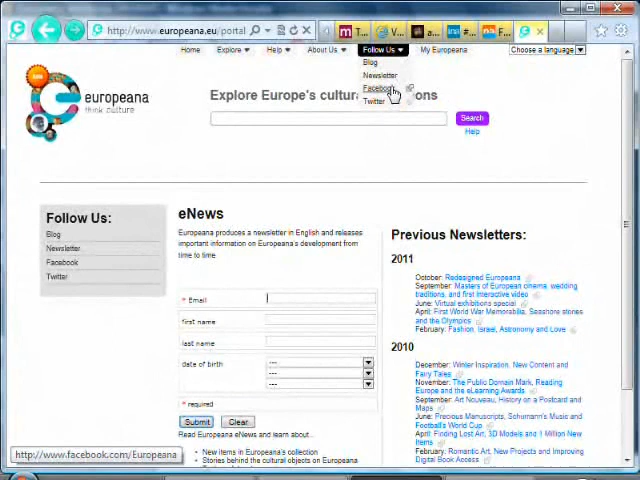 http://www.europeana.eu/portal
T...
V...
a...
#...
F...
Home
Explore
Help
About Us
Follow Us
My Europeana
Choose a language
Blog
Newsletter
Facebook
Twitter
europeana
think culture
Explore Europe's cultu ons
Search
Help
Follow Us:
Blog
Newsletter
Facebook
Twitter
eNews
Europeana produces a newsletter in English and releases
important information on Europeana's development from
time to time
* Email
* first name
* last name
date of birth
---
---
---
* required
Submit
Clear
Read Europeana eNews and learn about..
New items in Europeana's collection
Stories behind the cultural objects on Europeana
Previous Newsletters:
2011
October: Redesigned Europeana
September: Masters of European cinema, wedding
traditions, and first Interactive video
June: Virtual exhibitions special
April: First World War Memorabilia, Seashore stories
and the Olympics
February: Fashion, Israel, Astronomy and Love
2010
December: Winter Inspiration, New Content and
Fairy Tales
November: The Public Domain Mark, Reading
Europe and the eLearning Awards
September: Art Nouveau, History on a Postcard and
Maps
June: Precious Manuscripts, Schumann's Music and
Football's World Cup
April: Finding Lost Art, 3D Models and 1 Million New
Items
February: New Projects and Improving
Digital Book Access
http://www.facebook.com/Europeana